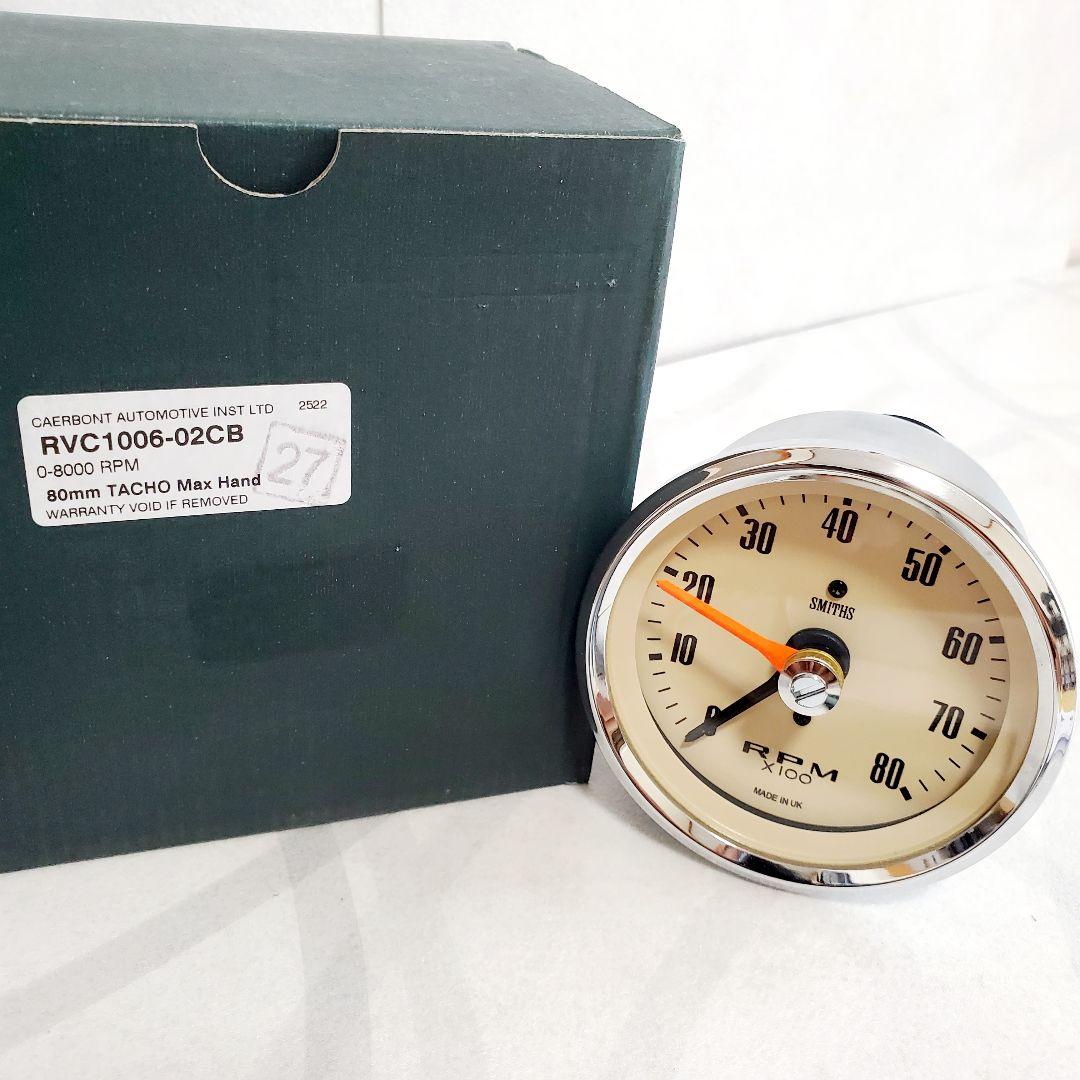 CAERBONT AUTOMOTIVE INST LTD 2522
RVC1006-02CB
0-8000 RPM
27
80mm TACHO Max Hand
WARRANTY VOID IF REMOVED
0
10
20
30
40
50
60
70
80
SMITHS
RPM
X100
MADE IN UK